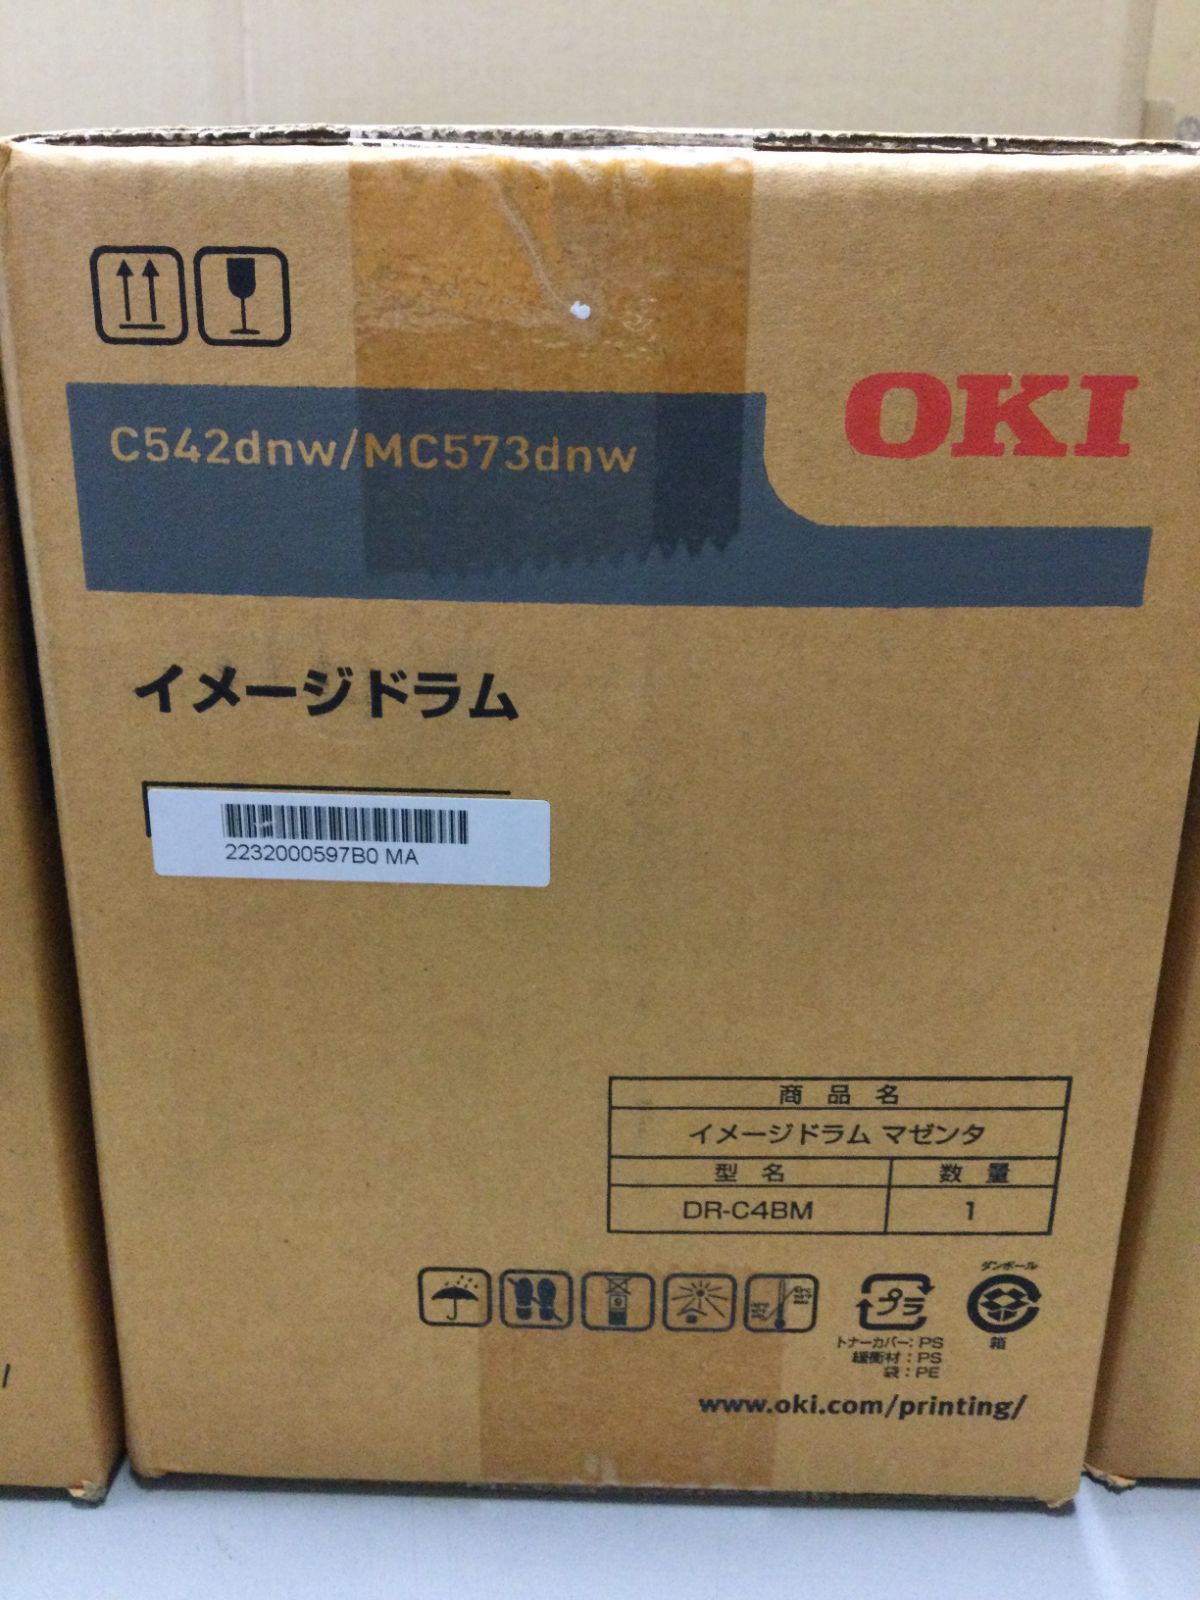 OKI
C542dnw/MC573dnw
イメージドラム
2232000597B0 MA
商品名
イメージドラム マゼンタ
型名 数量
DR-C4BM 1
プラ
トナーカバー: PS
緩衝材: PS
袋: PE
ダンボール
箱
www.oki.com/printing/